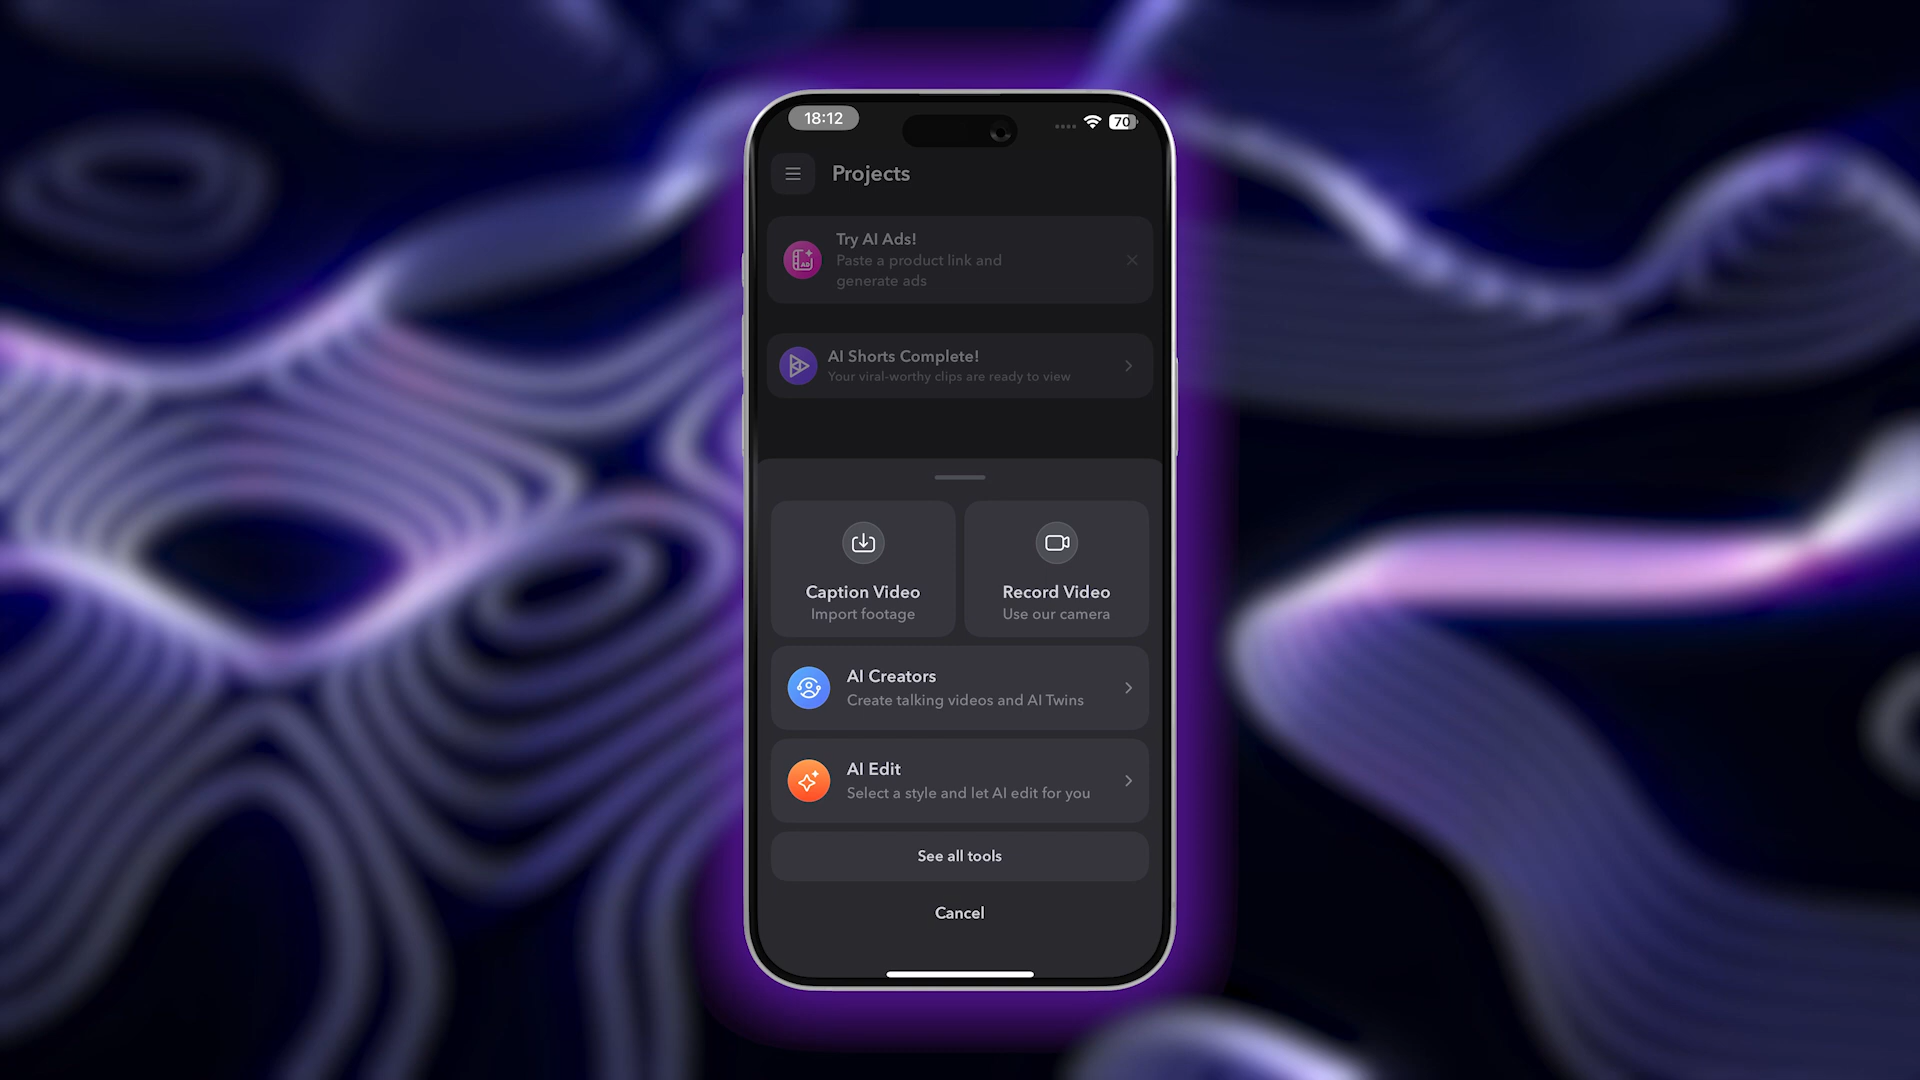 18:12
70
Projects
Try AI Ads!
Paste a product link and
generate ads
AD
AI Shorts Complete!
Your viral-worthy clips are ready to view
Caption Video
Import footage
Record Video
Use our camera
AI Creators
Create talking videos and AI Twins
AI Edit
Select a style and let AI edit for you
See all tools
Cancel